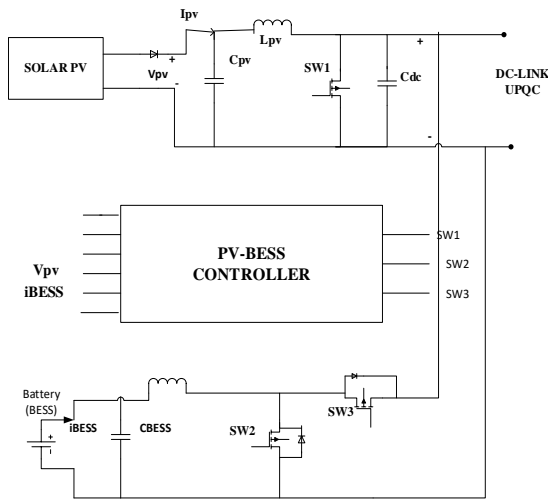 Ipv
Lpv
SOLAR PV
+
Vpv
-
Cpv
SW1
Cdc
+
-
DC-LINK
UPQC
Vpv
iBESS
PV-BESS
CONTROLLER
SW1
SW2
SW3
Battery
(BESS)
iBESS
+
-
CBESS
SW2
SW3